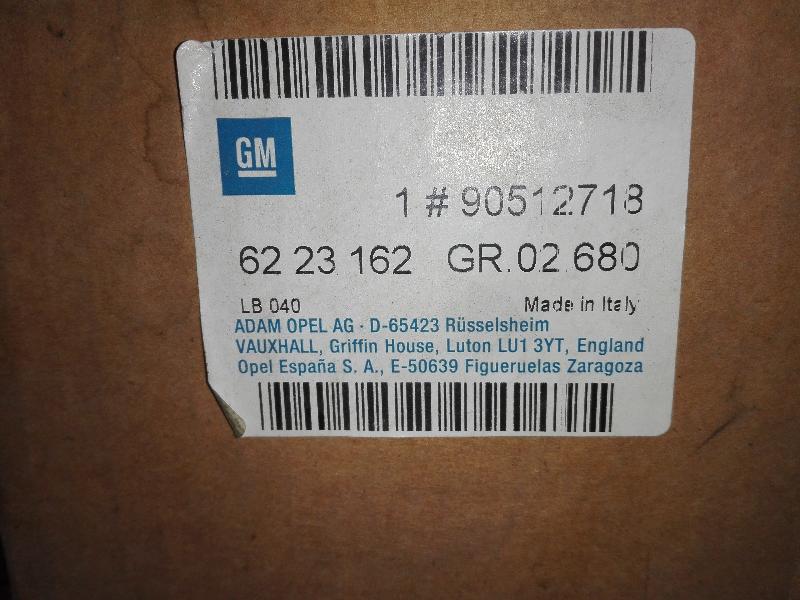 GM
1 # 90512718
62 23 162 GR.02.680
LB 040 Made in Italy
ADAM OPEL AG · D-65423 Rüsselsheim
VAUXHALL, Griffin House, Luton LU1 3YT, England
Opel España S. A., E-50639 Figueruelas Zaragoza